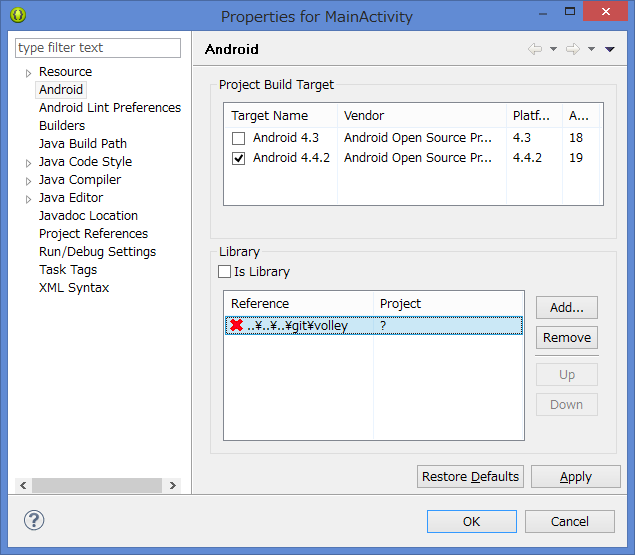 Properties for MainActivity
type filter text
Resource
Android
Android Lint Preferences
Builders
Java Build Path
Java Code Style
Java Compiler
Java Editor
Javadoc Location
Project References
Run/Debug Settings
Task Tags
XML Syntax
Android
Project Build Target
Target Name Vendor Platf... A...
Android 4.3 Android Open Source Pr... 4.3 18
Android 4.4.2 Android Open Source Pr... 4.4.2 19
Library
Is Library
Reference Project
..¥..¥..¥git¥volley ?
Add...
Remove
Up
Down
Restore Defaults Apply
? OK Cancel